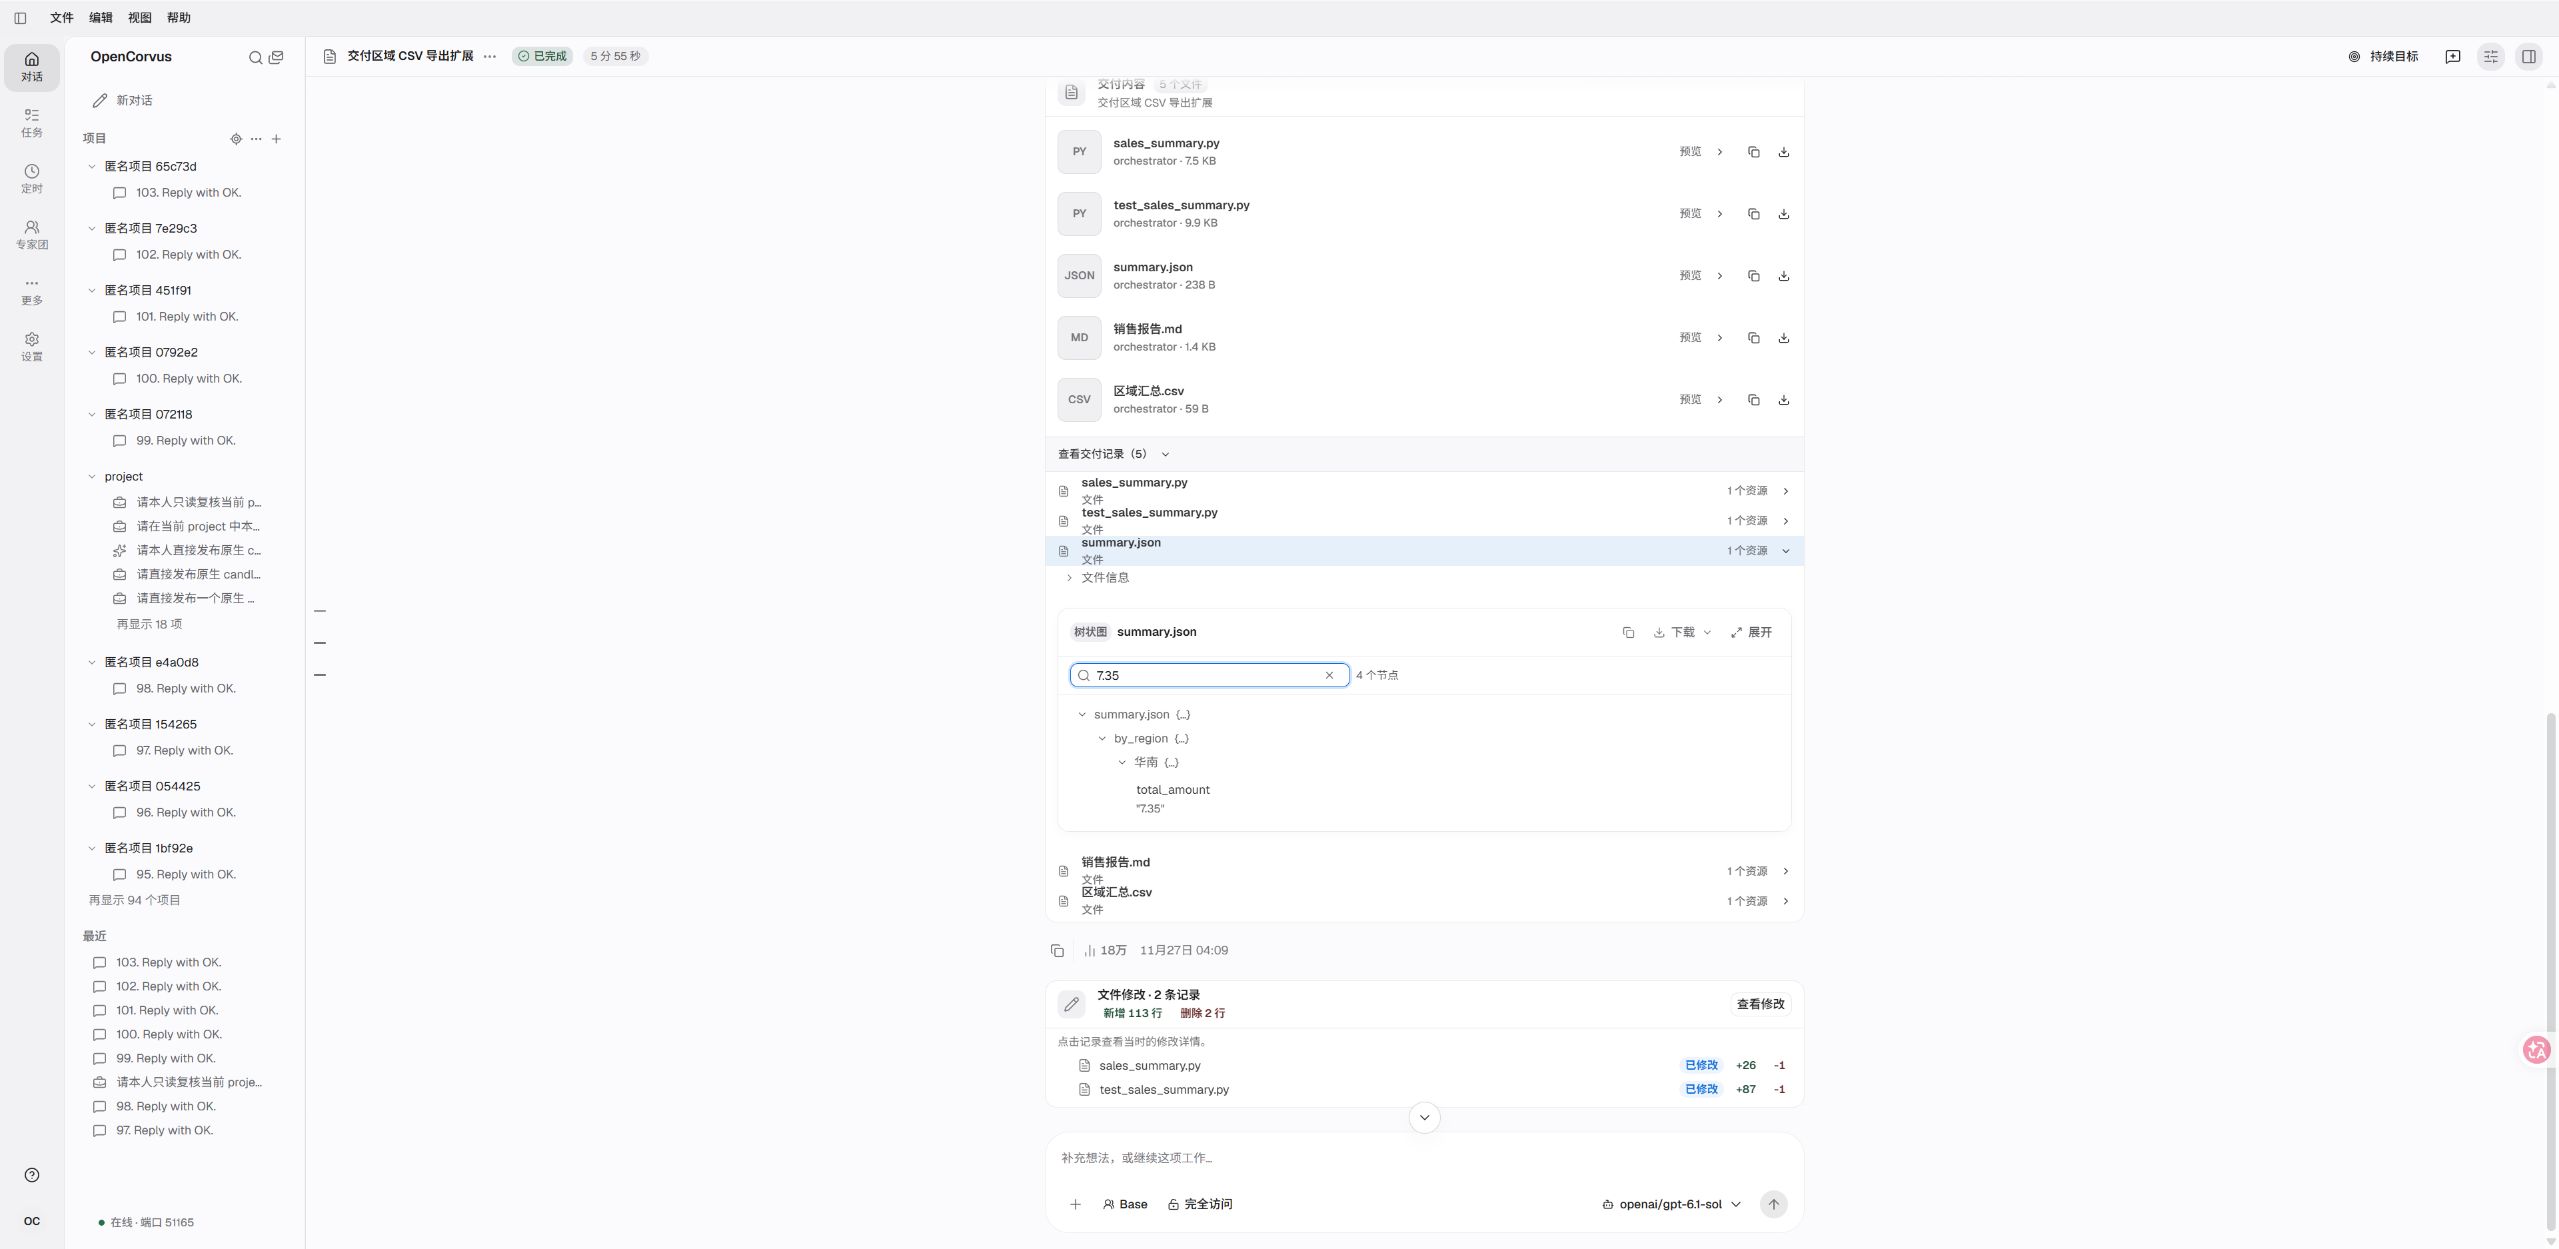 文件 编辑 视图 帮助
对话
任务
定时
专家团
更多
设置
OC
OpenCorvus
新对话
项目
匿名项目 65c73d
103. Reply with OK.
匿名项目 7e29c3
102. Reply with OK.
匿名项目 451f91
101. Reply with OK.
匿名项目 0792e2
100. Reply with OK.
匿名项目 072118
99. Reply with OK.
project
请本人只读复核当前 p...
请在当前 project 中本...
请本人直接发布原生 c...
请直接发布原生 candl...
请直接发布一个原生 ...
再显示 18 项
匿名项目 e4a0d8
98. Reply with OK.
匿名项目 154265
97. Reply with OK.
匿名项目 054425
96. Reply with OK.
匿名项目 1bf92e
95. Reply with OK.
再显示 94 个项目
最近
103. Reply with OK.
102. Reply with OK.
101. Reply with OK.
100. Reply with OK.
99. Reply with OK.
请本人只读复核当前 proje...
98. Reply with OK.
97. Reply with OK.
在线 · 端口 51165
交付区域 CSV 导出扩展 ··· 已完成 5 分 55 秒
持续目标
交付内容 5 个文件
交付区域 CSV 导出扩展
PY sales_summary.py 预览
orchestrator · 7.5 KB
PY test_sales_summary.py 预览
orchestrator · 9.9 KB
JSON summary.json 预览
orchestrator · 238 B
MD 销售报告.md 预览
orchestrator · 1.4 KB
CSV 区域汇总.csv 预览
orchestrator · 59 B
查看交付记录（5）
sales_summary.py 1 个资源
文件
test_sales_summary.py 1 个资源
文件
summary.json 1 个资源
文件
文件信息
树状图 summary.json 下载 展开
7.35 4 个节点
summary.json {...}
by_region {...}
华南 {...}
total_amount
"7.35"
销售报告.md 1 个资源
文件
区域汇总.csv 1 个资源
文件
18万 11月27日 04:09
文件修改 · 2 条记录 查看修改
新增 113 行 删除 2 行
点击记录查看当时的修改详情。
sales_summary.py 已修改 +26 -1
test_sales_summary.py 已修改 +87 -1
补充想法，或继续这项工作...
Base 完全访问 openai/gpt-6.1-sol